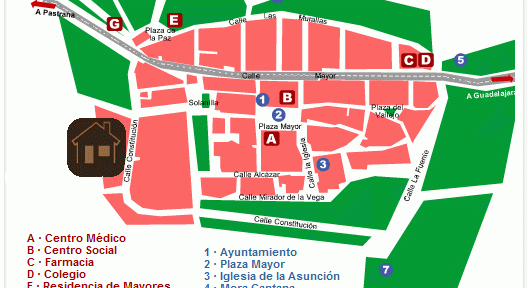 A Pastrana
G
E
Plaza de
la Paz
Calle Las Murallas
C D
5
Calle Mayor
A Guadalajara
Solanilla
1
B
2
Plaza del
Vallejo
Plaza Mayor
A
Calle Constitución
Calle la Iglesia
3
Calle La Fuente
Calle Alcázar
Calle Mirador de la Vega
Calle Constitución
7
A · Centro Médico
B · Centro Social
C · Farmacia
D · Colegio
E · Residencia de Mayores
1 · Ayuntamiento
2 · Plaza Mayor
3 · Iglesia de la Asunción